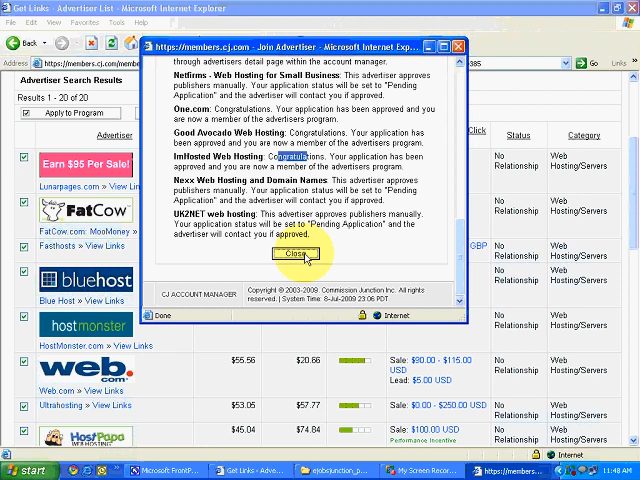 Get Links - Advertiser List - Microsoft Internet Explorer
File Edit View Favorites Tools Help
Back
Address https://members.cj.com/memb
385 Go Links
Advertiser Search Results
Results 1 - 20 of 20
Apply to Program
Advertiser
Click Status Category
Earn $95 Per Sale!
Lunarpages.com » View Links
No Relationship
Web Hosting/Servers
FatCow
FatCow.com: MooMoney »
No Relationship
Web Hosting/Servers
Fasthosts » View Links
GBP
No Relationship
Web Hosting/Servers
bluehost
Blue Host » View Links
No Relationship
Web Hosting/Servers
hostmonster
HostMonster.com » View Links
No Relationship
Web Hosting/Servers
web.com
Web.com » View Links
$55.56 $20.66
Sale: $90.00 - $115.00 USD
Lead: $5.00 USD
No Relationship
Web Hosting/Servers
Ultrahosting » View Links
$53.05 $57.77
Sale: $0.00 - $250.00 USD
No Relationship
Web Hosting/Servers
HostPapa
$45.04 $74.84
Sale: $100.00 USD
Performance Incentive
No Relationship
Web Hosting/Servers
https://members.cj.com - Join Advertiser - Microsoft Internet Exp...
through advertisers detail page within the account manager.
Netfirms - Web Hosting for Small Business: This advertiser approves
publishers manually. Your application status will be set to "Pending
Application" and the advertiser will contact you if approved.
One.com: Congratulations. Your application has been approved and you
are now a member of the advertisers program.
Good Avocado Web Hosting: Congratulations. Your application has been
approved and you are now a member of the advertisers program.
ImHosted Web Hosting: Congratulations. Your application has been
approved and you are now a member of the advertisers program.
Nexx Web Hosting and Domain Names: This advertiser approves
publishers manually. Your application status will be set to "Pending
Application" and the advertiser will contact you if approved.
UK2NET web hosting: This advertiser approves publishers manually.
Your application status will be set to "Pending Application" and the
advertiser will contact you if approved.
Close
CJ ACCOUNT MANAGER
Copyright © 2003-2009. Commission Junction Inc. All rights
reserved. | System Time: 8-Jul-2009 23:06 PDT
Done Internet
Internet
start Microsoft FrontP... Get Links - Adve... ejobsjunction_p... My Screen Recor... https://members... 11:48 AM